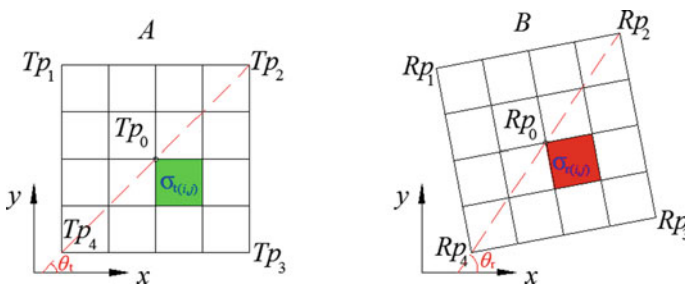 A
Tp1
Tp2
Tp0
σt(i,j)
y
Tp4
Tp3
θt
x
B
Rp2
Rp1
Rp0
σr(i,j)
y
Rp4
Rp3
θr
x